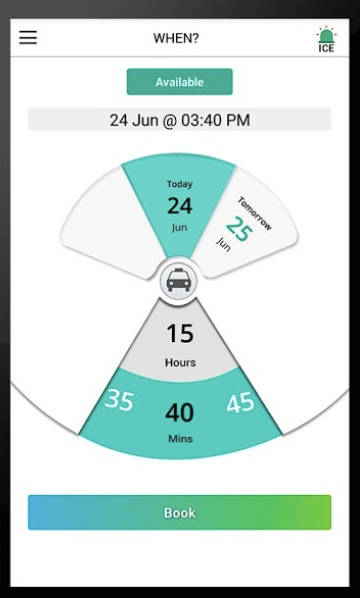 WHEN?
ICE
Available
24 Jun @ 03:40 PM
Today
24
Jun
Tomorrow
25
Jun
15
Hours
35 40 45
Mins
Book